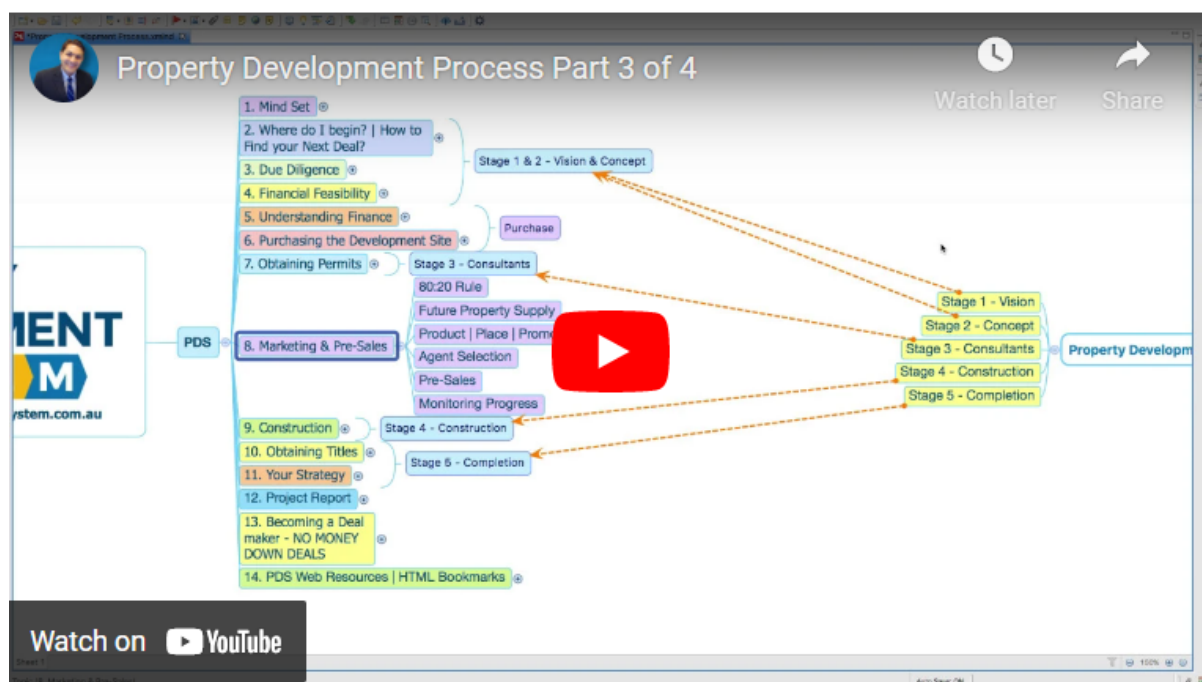 Property Development Process Part 3 of 4
Watch later
Share
1. Mind Set
2. Where do I begin? | How to
Find your Next Deal?
Stage 1 & 2 - Vision & Concept
3. Due Diligence
4. Financial Feasibility
5. Understanding Finance
Purchase
6. Purchasing the Development Site
7. Obtaining Permits
Stage 3 - Consultants
80:20 Rule
Future Property Supply
Product | Place |
Agent Selection
Pre-Sales
Monitoring Progress
PDS
8. Marketing & Pre-Sales
9. Construction
Stage 4 - Construction
10. Obtaining Titles
Stage 5 - Completion
11. Your Strategy
12. Project Report
13. Becoming a Deal
maker - NO MONEY
DOWN DEALS
14. PDS Web Resources | HTML Bookmarks
Stage 1 - Vision
Stage 2 - Concept
Stage 3 - Consultants
Stage 4 - Construction
Stage 5 - Completion
Property Developm
MENT
M
ystem.com.au
Watch on YouTube
Sheet 1
100%